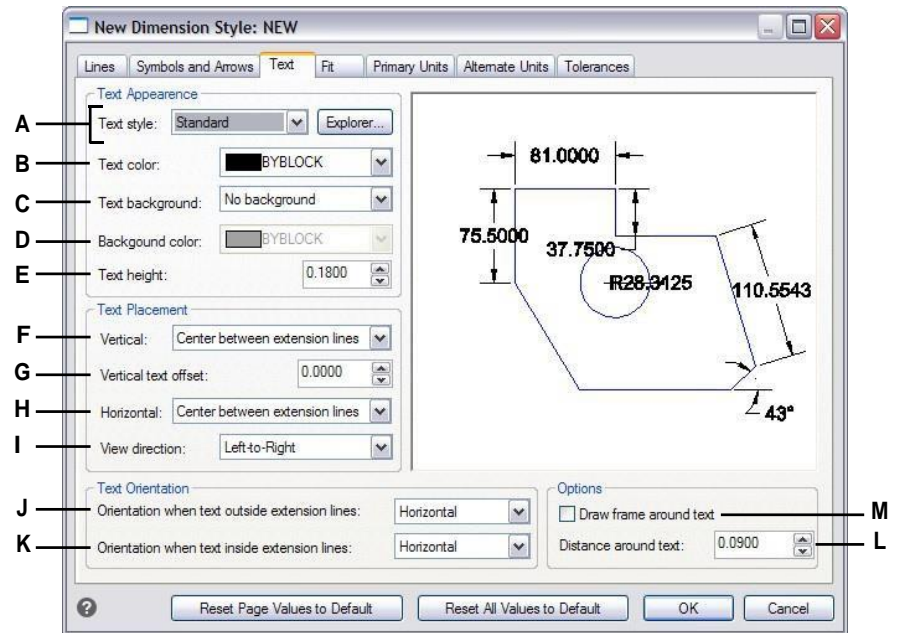 New Dimension Style: NEW
Lines Symbols and Arrows Text Fit Primary Units Alternate Units Tolerances
Text Appearence
A Text style: Standard Explorer...
B Text color: BYBLOCK
C Text background: No background
D Backgound color: BYBLOCK
E Text height: 0.1800
Text Placement
F Vertical: Center between extension lines
G Vertical text offset: 0.0000
H Horizontal: Center between extension lines
I View direction: Left-to-Right
81.0000
75.5000
37.7500
R28.3125
110.5543
43°
Text Orientation
J Orientation when text outside extension lines: Horizontal
K Orientation when text inside extension lines: Horizontal
Options
Draw frame around text M
Distance around text: 0.0900 L
? Reset Page Values to Default Reset All Values to Default OK Cancel